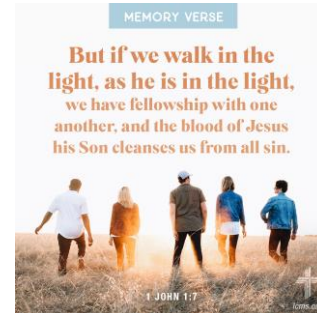 MEMORY VERSE
But if we walk in the
light, as he is in the light,
we have fellowship with one
another, and the blood of Jesus
his Son cleanses us from all sin.
1 JOHN 1:7